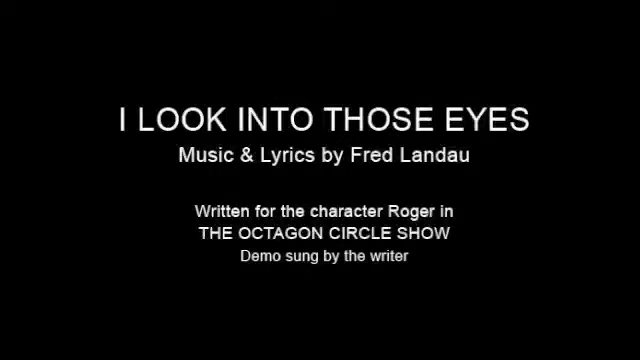 I LOOK INTO THOSE EYES
Music & Lyrics by Fred Landau
Written for the character Roger in
THE OCTAGON CIRCLE SHOW
Demo sung by the writer